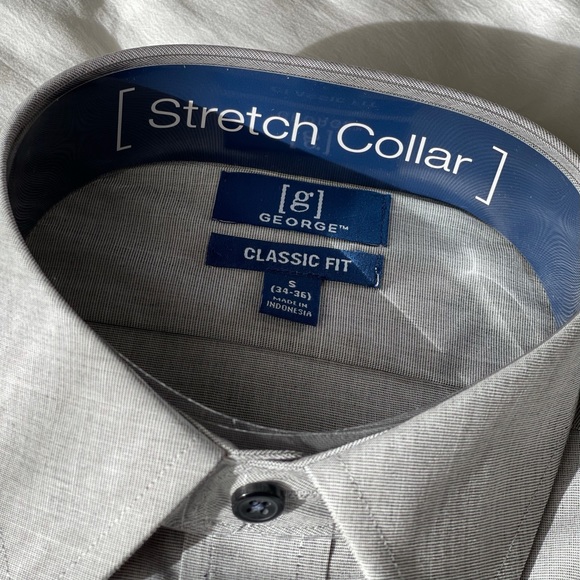 [ Stretch Collar ]
[g]
GEORGE™
CLASSIC FIT
S
(34-36)
MADE IN
INDONESIA